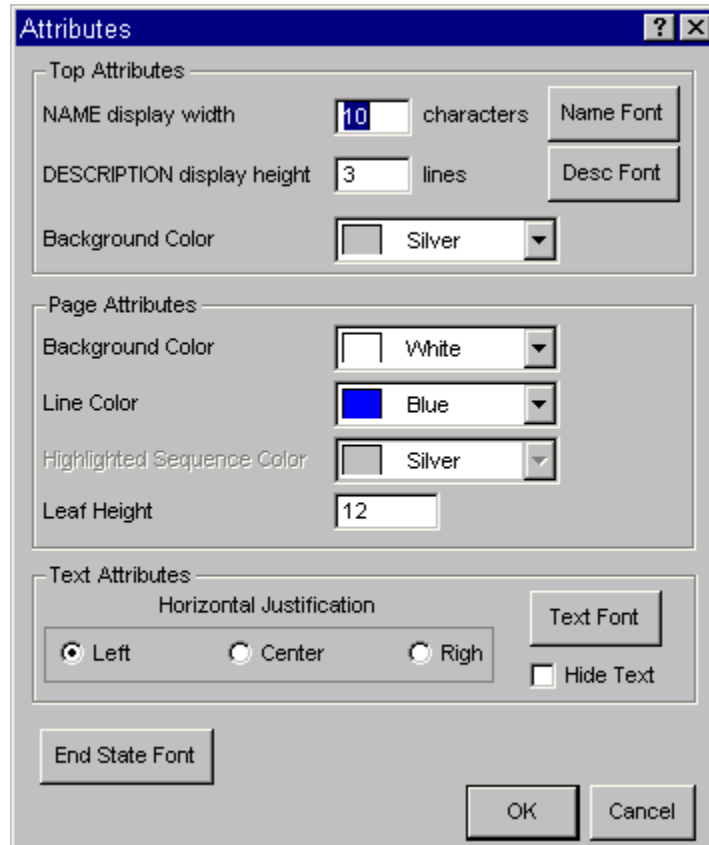 Attributes
Top Attributes
NAME display width 10 characters Name Font
DESCRIPTION display height 3 lines Desc Font
Background Color Silver
Page Attributes
Background Color White
Line Color Blue
Highlighted Sequence Color Silver
Leaf Height 12
Text Attributes
Horizontal Justification
Text Font
Left Center Righ
Hide Text
End State Font
OK Cancel